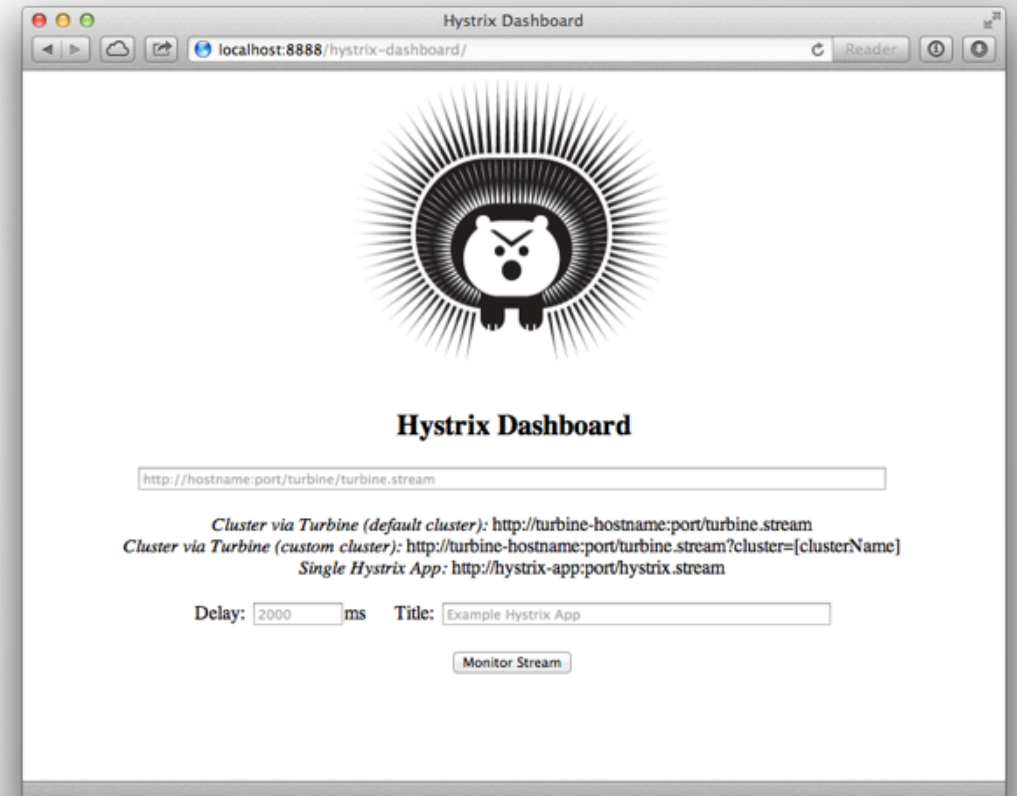 Hystrix Dashboard
localhost:8888/hystrix-dashboard/
Reader
Hystrix Dashboard
http://hostname:port/turbine/turbine.stream
Cluster via Turbine (default cluster): http://turbine-hostname:port/turbine.stream
Cluster via Turbine (custom cluster): http://turbine-hostname:port/turbine.stream?cluster=[clusterName]
Single Hystrix App: http://hystrix-app:port/hystrix.stream
Delay: 2000 ms Title: Example Hystrix App
Monitor Stream